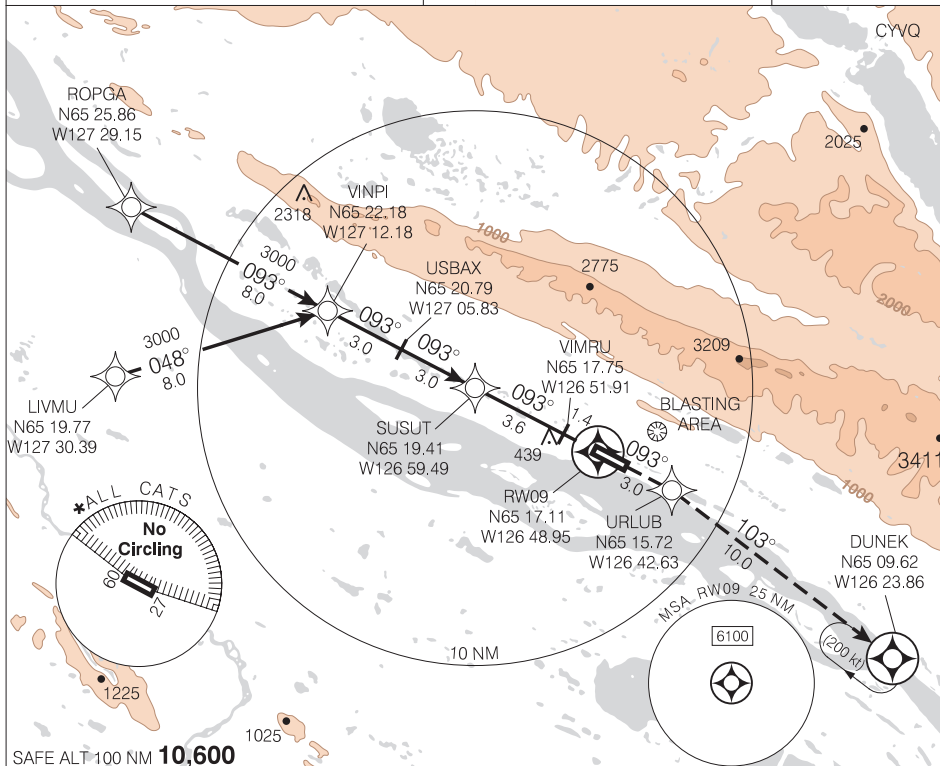 CYVQ
ROPGA
N65 25.86
W127 29.15
2025
2318
VINPI
N65 22.18
W127 12.18
1000
2775
2000
3000
093°
8.0
USBAX
N65 20.79
W127 05.83
093°
3.0
093°
3.0
3209
3000
048°
8.0
LIVMU
N65 19.77
W127 30.39
VIMRU
N65 17.75
W126 51.91
093°
3.6
1.4
BLASTING
AREA
SUSUT
N65 19.41
W126 59.49
439
093°
3.0
3411
1000
RW09
N65 17.11
W126 48.95
URLUB
N65 15.72
W126 42.63
103°
10.0
DUNEK
N65 09.62
W126 23.86
*ALL CATS
No
Circling
09
27
MSA RW09 25 NM
6100
(200 kt)
10 NM
1225
1025
SAFE ALT 100 NM 10,600